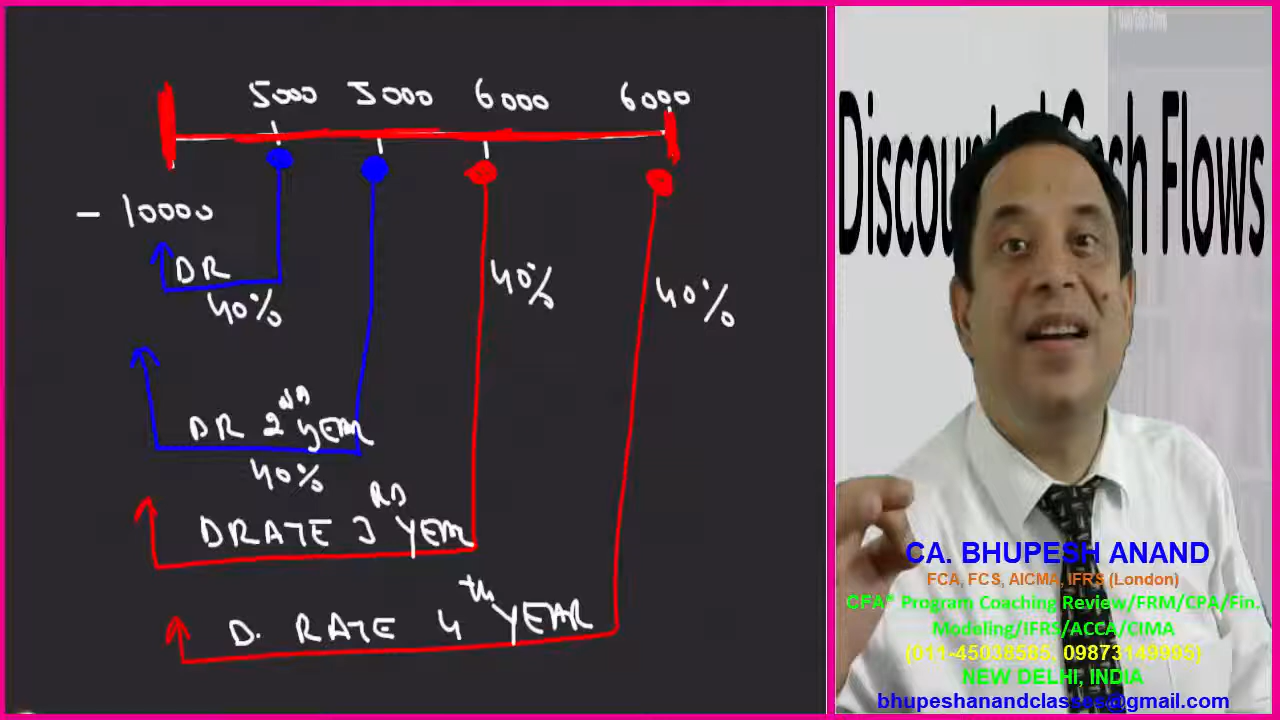 5000 5000 6000 6000
- 10000
DR
40%
40%
40%
DR 2ND YEAR
40%
DRATE 3RD YEAR
D. RATE 4th YEAR
Discounted Cash Flows
CA. BHUPESH ANAND
FCA, FCS, AICMA, IFRS (London)
CFA® Program Coaching Review/FRM/CPA/Fin.
Modeling/IFRS/ACCA/CIMA
(011-45038565, 09873149995)
NEW DELHI, INDIA
bhupeshanandclasses@gmail.com